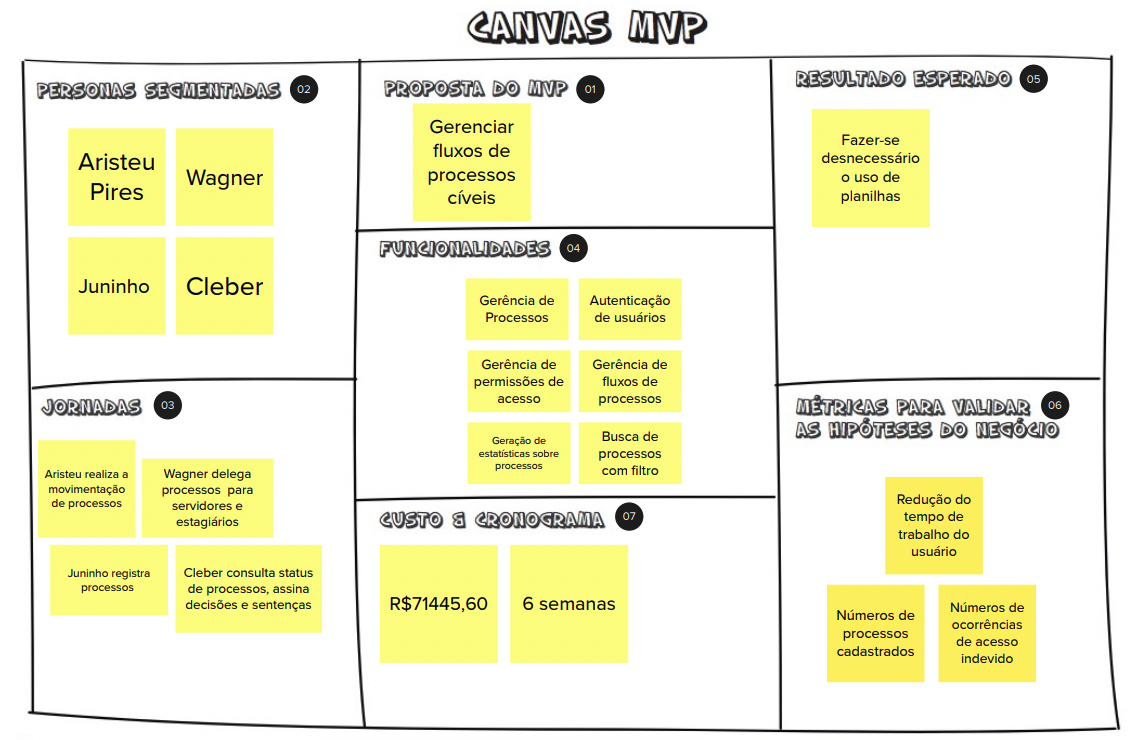 CANVAS MVP
PERSONAS SEGMENTADAS 02
Aristeu
Pires
Wagner
Juninho
Cleber
PROPOSTA DO MVP 01
Gerenciar
fluxos de
processos
cíveis
RESULTADO ESPERADO 05
Fazer-se
desnecessário
o uso de
planilhas
FUNCIONALIDADES 04
Gerência de
Processos
Autenticação
de usuários
Gerência de
permissões de
acesso
Gerência de
fluxos de
processos
Geração de
estatísticas sobre
processos
Busca de
processos
com filtro
JORNADAS 03
Aristeu realiza a
movimentação
de processos
Wagner delega
processos para
servidores e
estagiários
Juninho registra
processos
Cleber consulta status
de processos, assina
decisões e sentenças
CUSTO & CRONOGRAMA 07
R$71445,60
6 semanas
MÉTRICAS PARA VALIDAR 06
AS HIPÓTESES DO NEGÓCIO
Redução do
tempo de
trabalho do
usuário
Números de
processos
cadastrados
Números de
ocorrências
de acesso
indevido